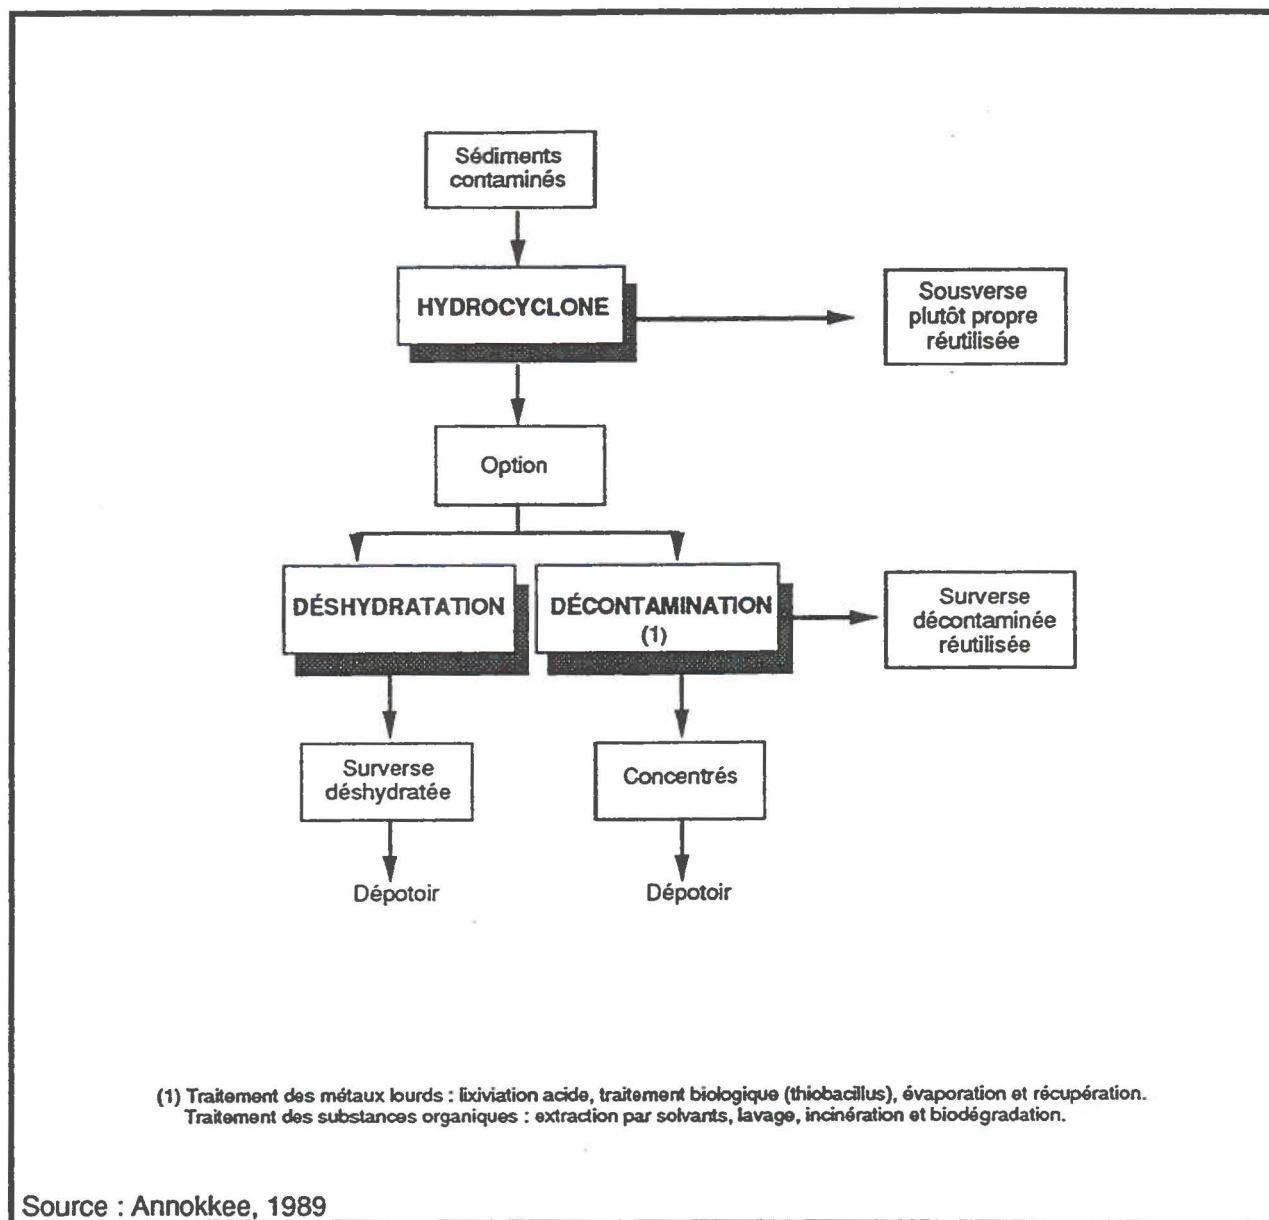 Sédiments
contaminés
HYDROCYCLONE
Sousverse
plutôt propre
réutilisée
Option
DÉSHYDRATATION
DÉCONTAMINATION
(1)
Surverse
décontaminée
réutilisée
Surverse
déshydratée
Concentrés
Dépotoir
Dépotoir
(1) Traitement des métaux lourds : lixiviation acide, traitement biologique (thiobacillus), évaporation et récupération.
Traitement des substances organiques : extraction par solvants, lavage, incinération et biodégradation.
Source : Annokkee, 1989